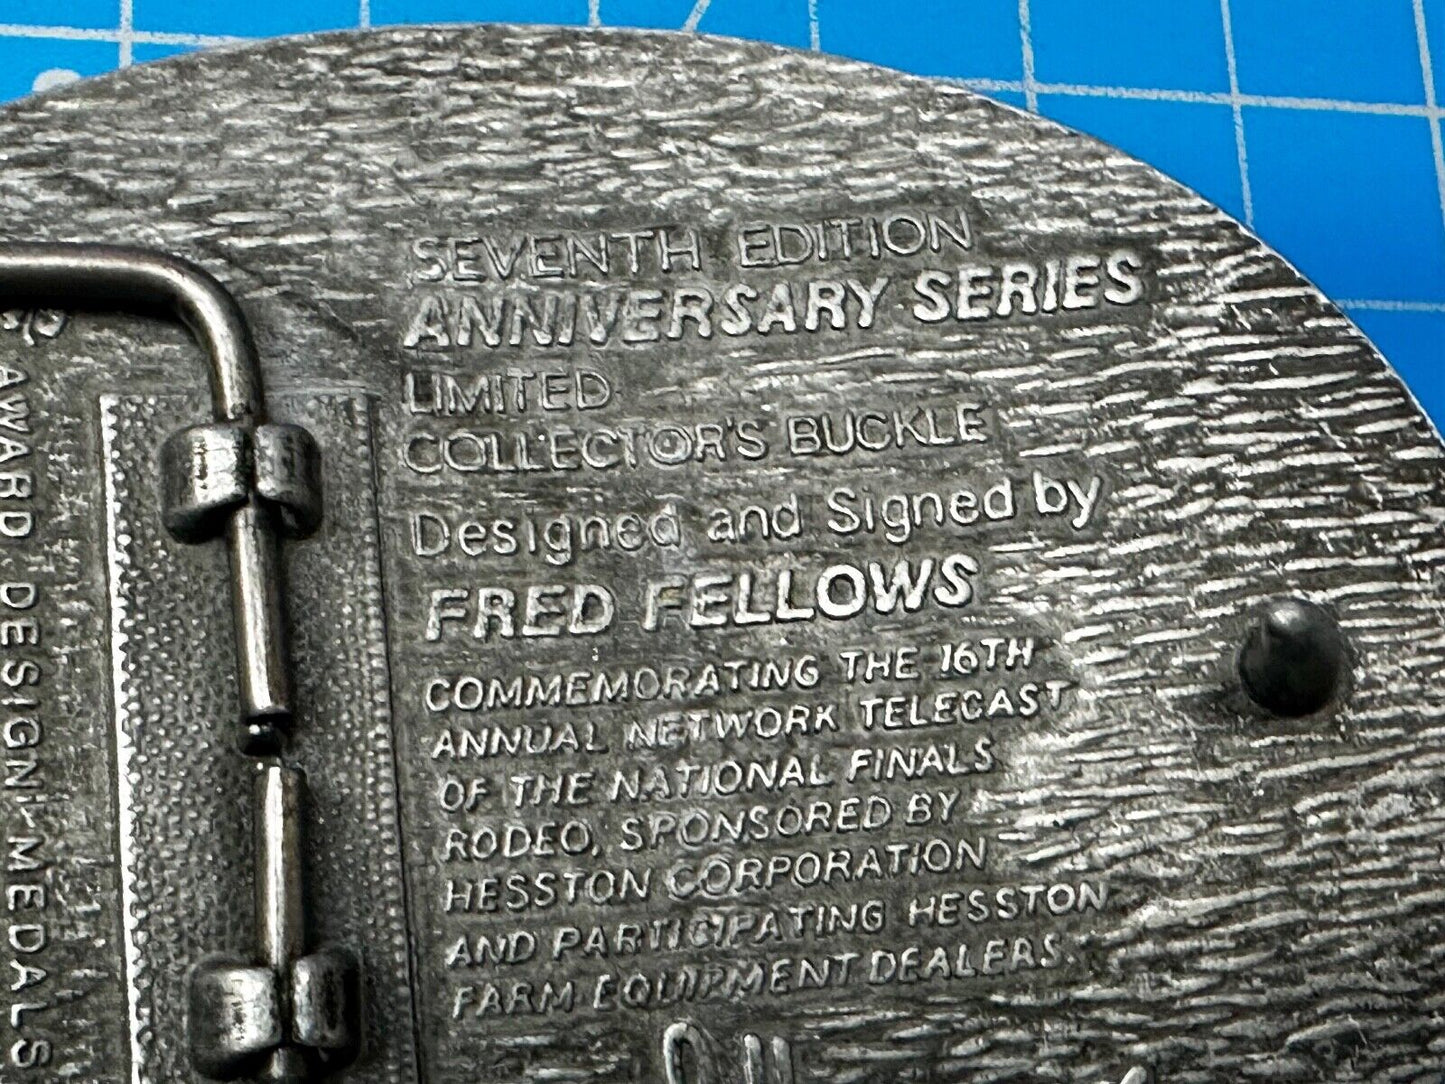 SEVENTH EDITION
ANNIVERSARY SERIES
LIMITED
COLLECTOR'S BUCKLE
Designed and Signed by
FRED FELLOWS
COMMEMORATING THE 16TH
ANNUAL NETWORK TELECAST
OF THE NATIONAL FINALS
RODEO, SPONSORED BY
HESSTON CORPORATION
AND PARTICIPATING HESSTON
FARM EQUIPMENT DEALERS.
AWARD DESIGN MEDALS